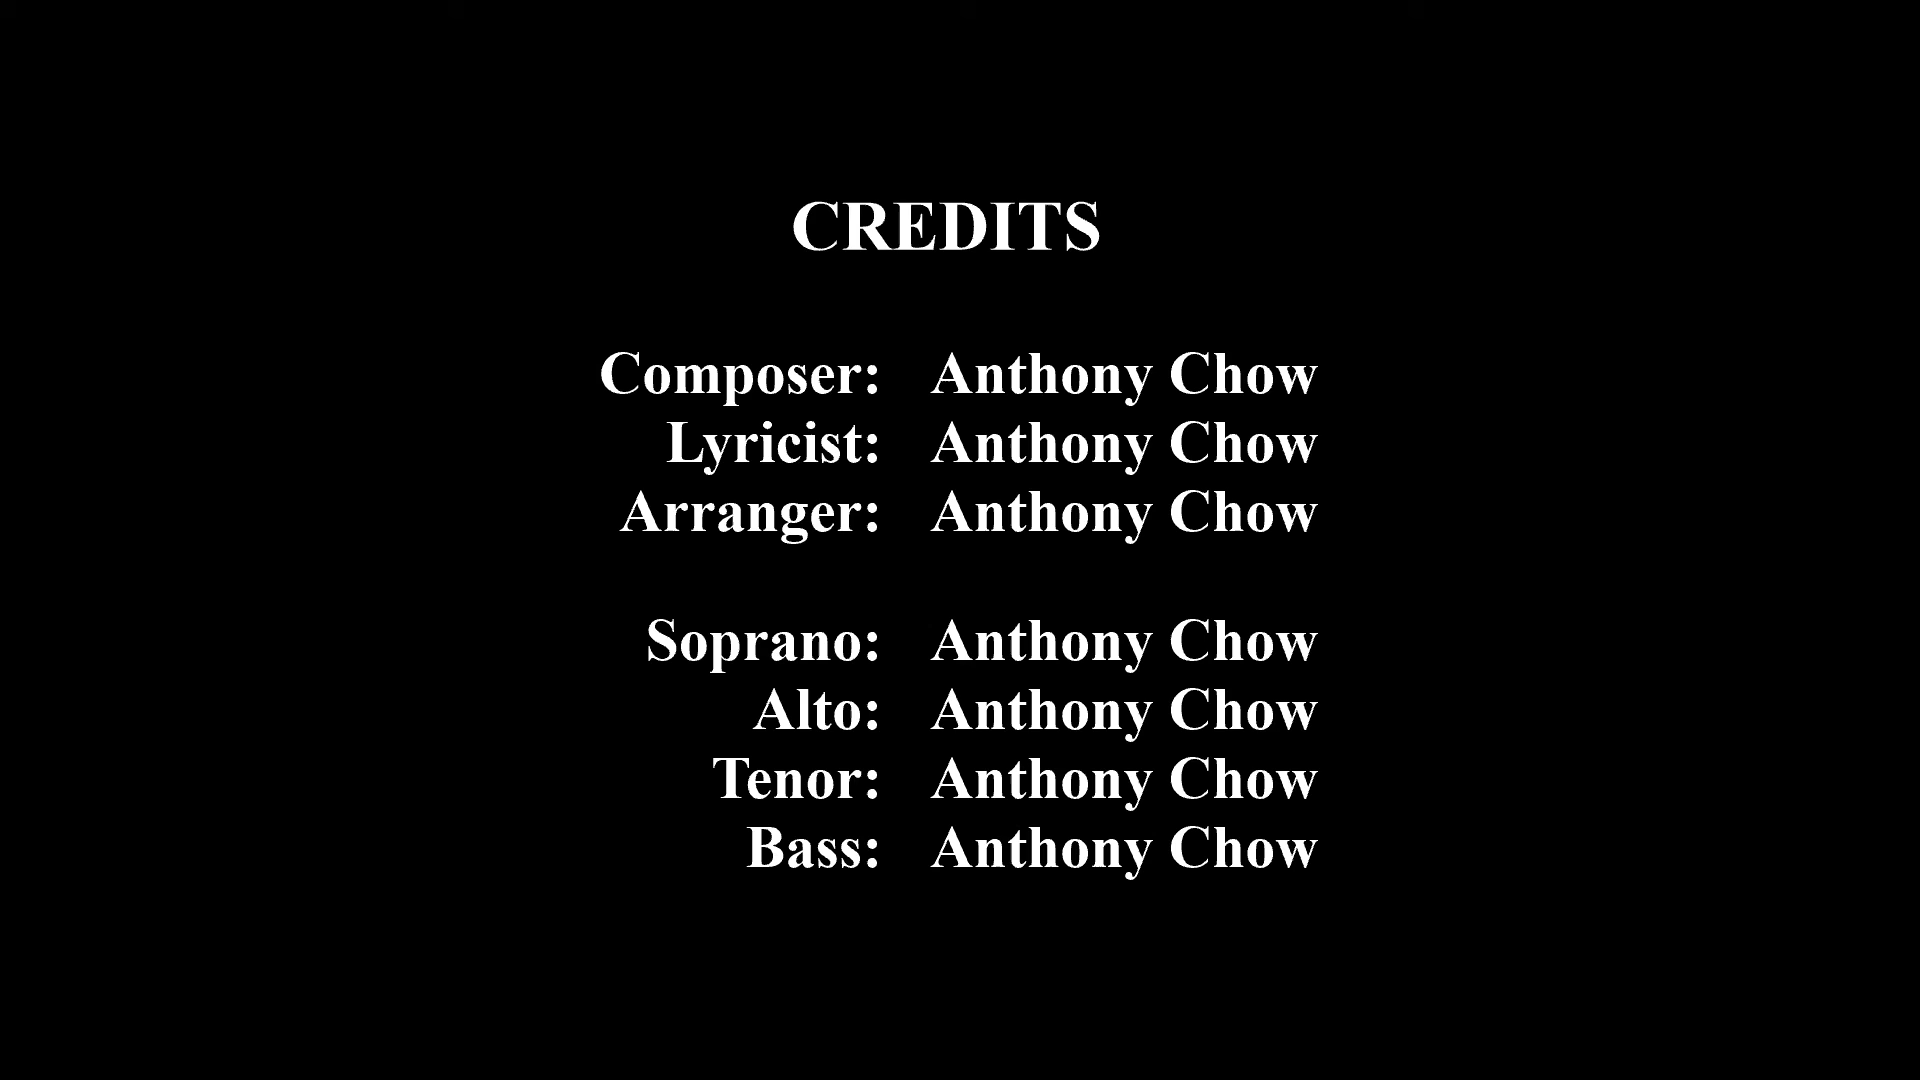 CREDITS
Composer: Anthony Chow
Lyricist: Anthony Chow
Arranger: Anthony Chow
Soprano: Anthony Chow
Alto: Anthony Chow
Tenor: Anthony Chow
Bass: Anthony Chow